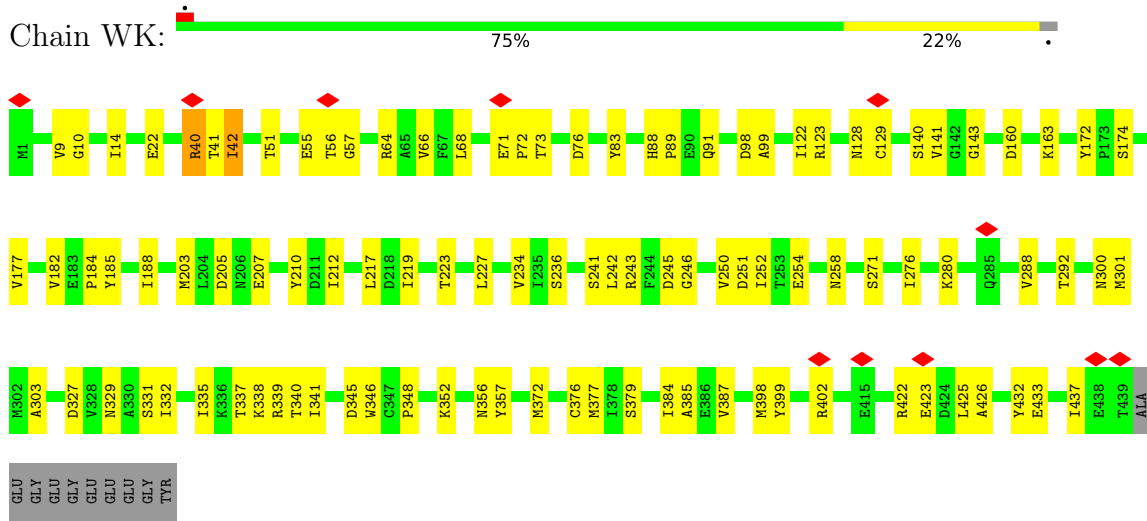 Chain WK:
75% 22%
M1 V9 G10 I14 E22 R40 T41 I42 T51 E55 T56 G57 R64 A65 V66 F67 L68 E71 P72 T73 D76 Y83 H88 P89 E90 Q91 D98 A99 I122 R123 N128 C129 S140 V141 G142 G143 D160 K163 Y172 P173 S174
V177 V182 E183 P184 Y185 I188 M203 L204 D205 N206 E207 Y210 D211 I212 L217 D218 I219 T223 L227 V234 I235 S236 S241 L242 R243 F244 D245 G246 V250 D251 I252 T253 E254 N258 S271 I276 K280 Q285 V288 T292 N300 M301
M302 A303 D327 V328 N329 A330 S331 I332 I335 K336 T337 K338 R339 T340 I341 D345 W346 C347 P348 K352 N356 Y357 M372 C376 M377 I378 S379 I384 A385 E386 V387 M398 Y399 R402 E415 R422 E423 D424 L425 A426 Y432 E433 I437 E438 T439 ALA
GLU GLY GLU GLY GLU ASN GLU GLY TYR